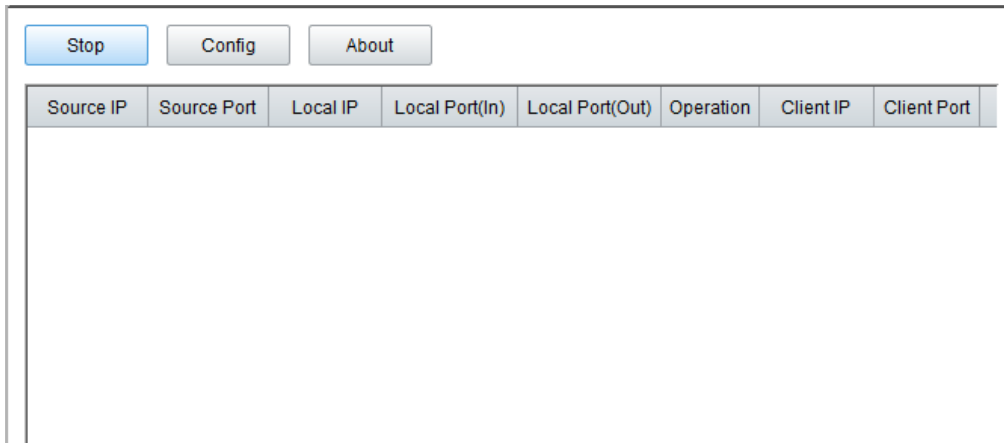 Stop Config About
Source IP Source Port Local IP Local Port(In) Local Port(Out) Operation Client IP Client Port